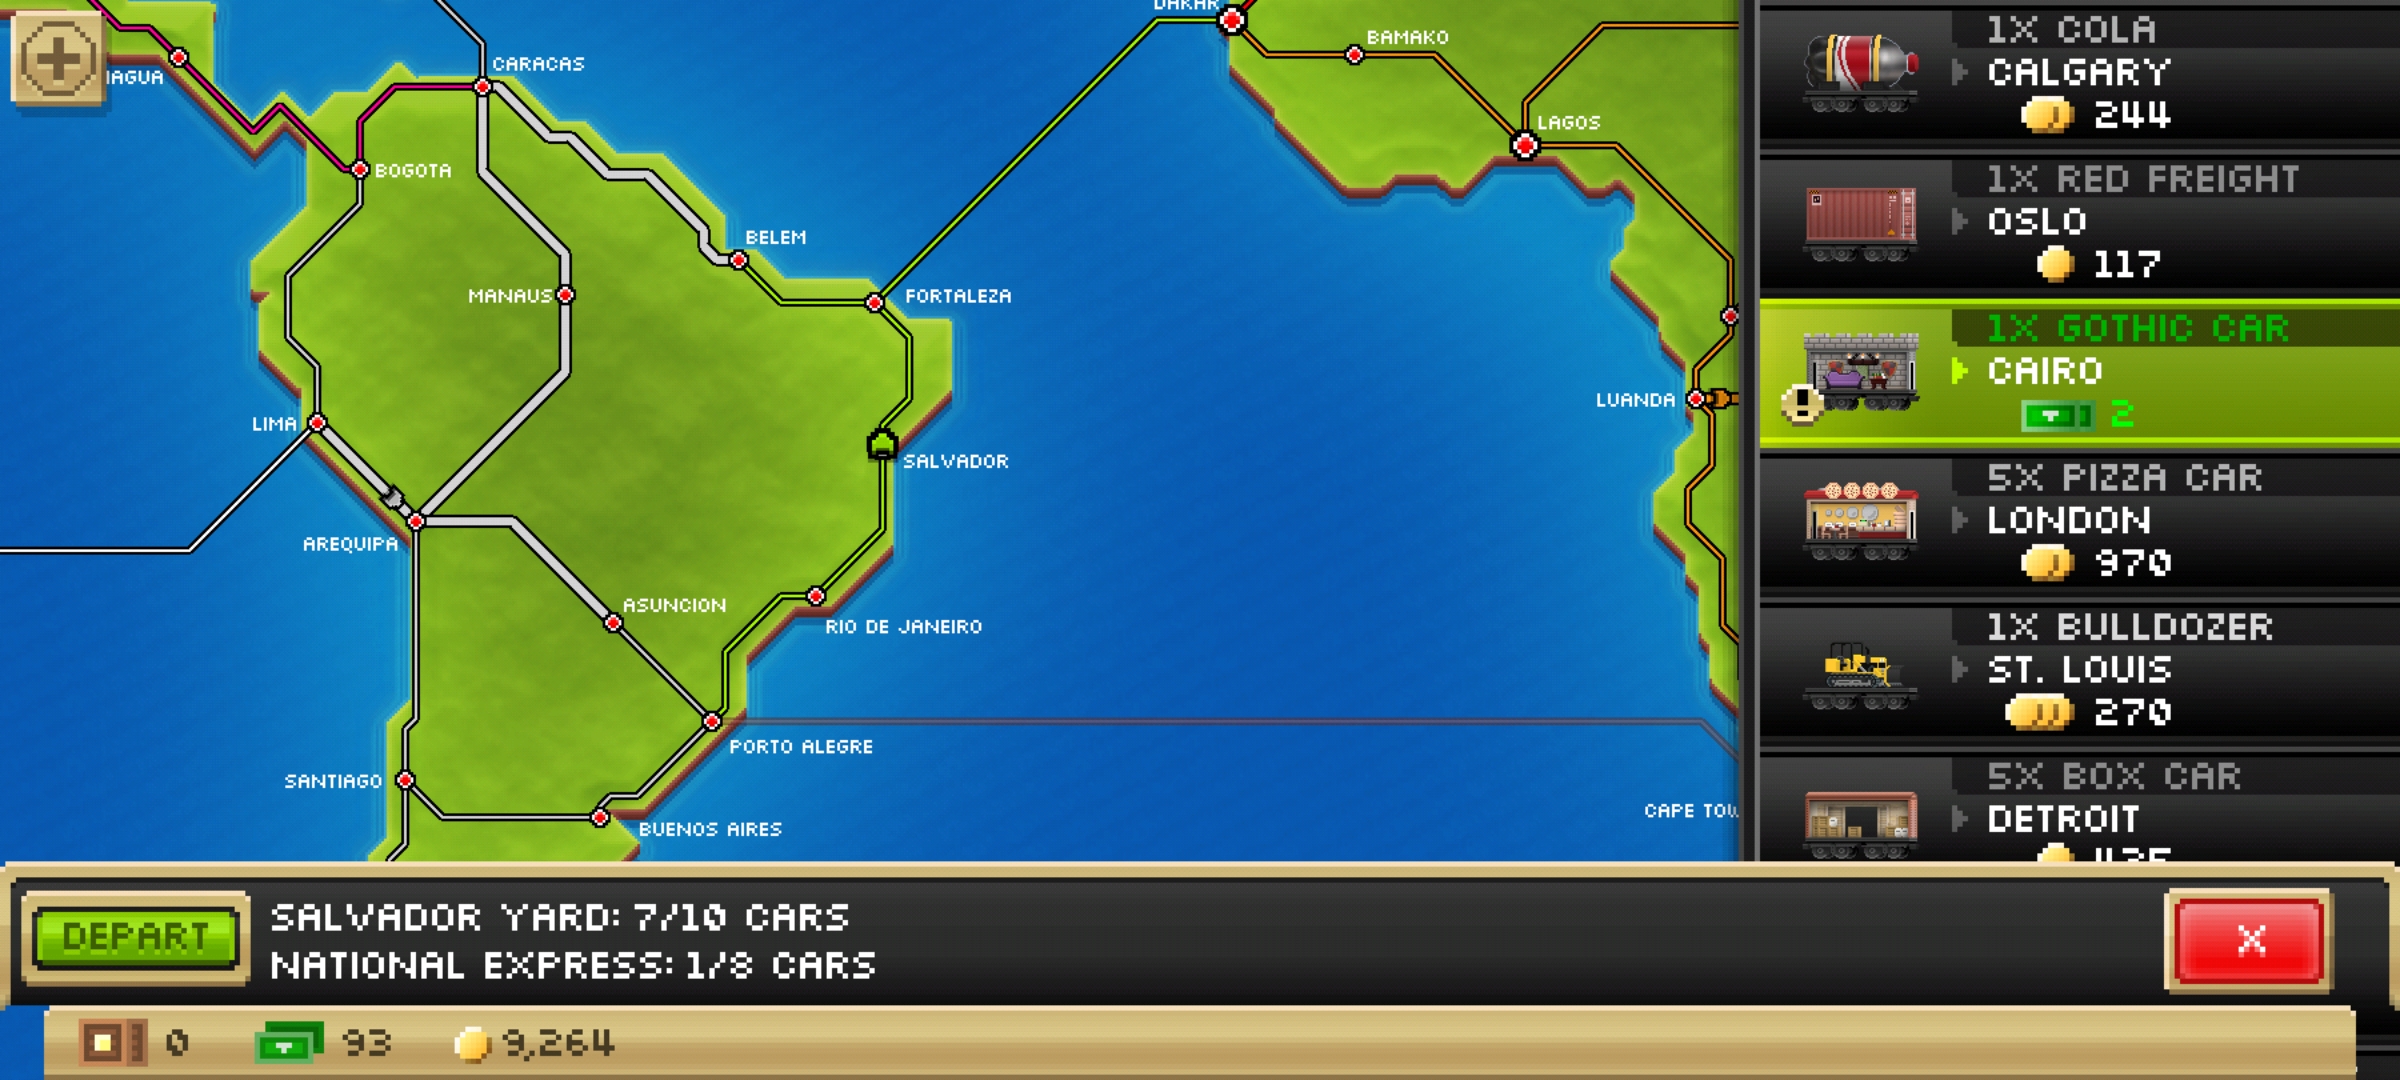 DAKAR
BAMAKO
CARACAS
IAGUA
LAGOS
BOGOTA
BELEM
MANAUS
FORTALEZA
LIMA
LUANDA
SALVADOR
AREQUIPA
ASUNCION
RIO DE JANEIRO
PORTO ALEGRE
SANTIAGO
BUENOS AIRES
CAPE TOW
1X COLA
CALGARY
244
1X RED FREIGHT
OSLO
117
1X GOTHIC CAR
CAIRO
2
5X PIZZA CAR
LONDON
970
1X BULLDOZER
ST. LOUIS
270
5X BOX CAR
DETROIT
DEPART
SALVADOR YARD: 7/10 CARS
NATIONAL EXPRESS: 1/8 CARS
X
0
93
9,264